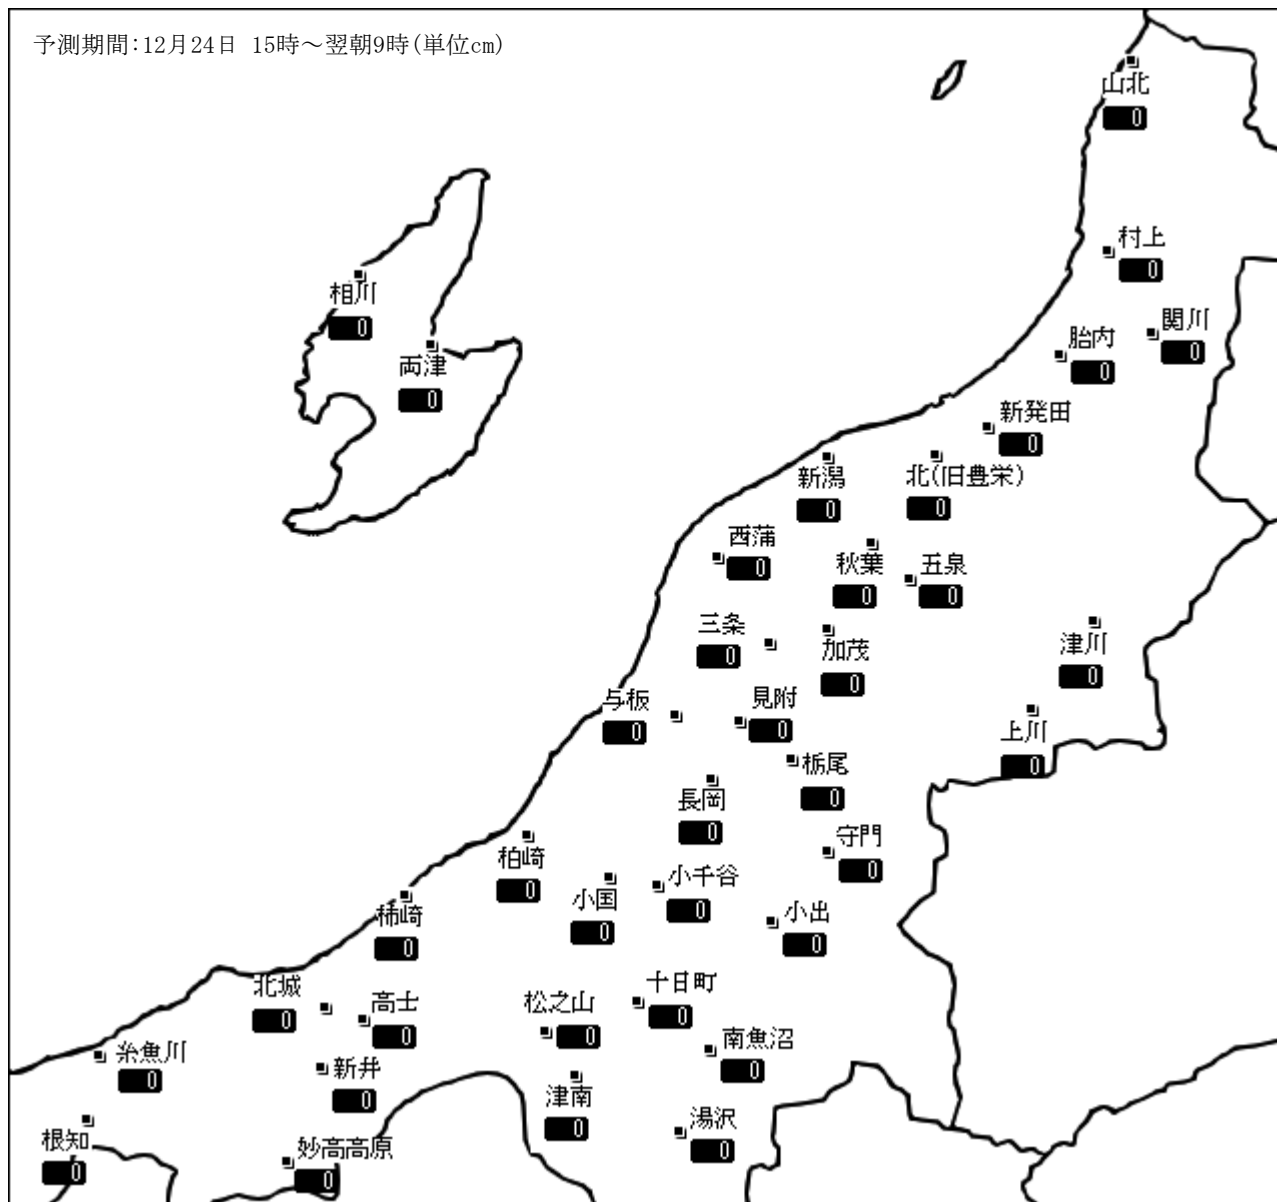 予測期間:12月24日 15時～翌朝9時(単位cm)
山北
0
村上
0
相川
0
関川
0
胎内
0
両津
0
新発田
0
新潟
0
北(旧豊栄)
0
西蒲
0
秋葉
0
五泉
0
三条
0
加茂
0
津川
0
与板
0
見附
0
上川
0
栃尾
0
長岡
0
守門
0
柏崎
0
小国
0
小千谷
0
小出
0
柿崎
0
北城
0
高士
0
松之山
0
十日町
0
南魚沼
0
糸魚川
0
新井
0
津南
0
湯沢
0
根知
0
妙高高原
0